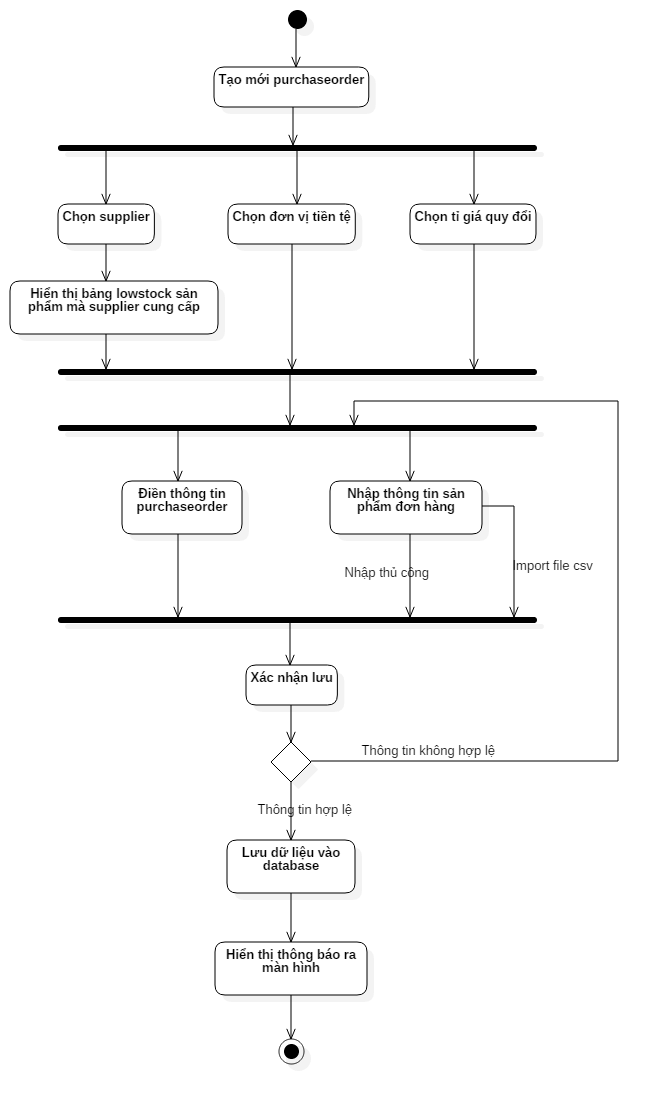 Tạo mới purchaseorder
Chọn supplier
Chọn đơn vị tiền tệ
Chọn tỉ giá quy đổi
Hiển thị bảng lowstock sản
phẩm mà supplier cung cấp
Điền thông tin
purchaseorder
Nhập thông tin sản
phẩm đơn hàng
Nhập thủ công
Import file csv
Xác nhận lưu
Thông tin không hợp lệ
Thông tin hợp lệ
Lưu dữ liệu vào
database
Hiển thị thông báo ra
màn hình